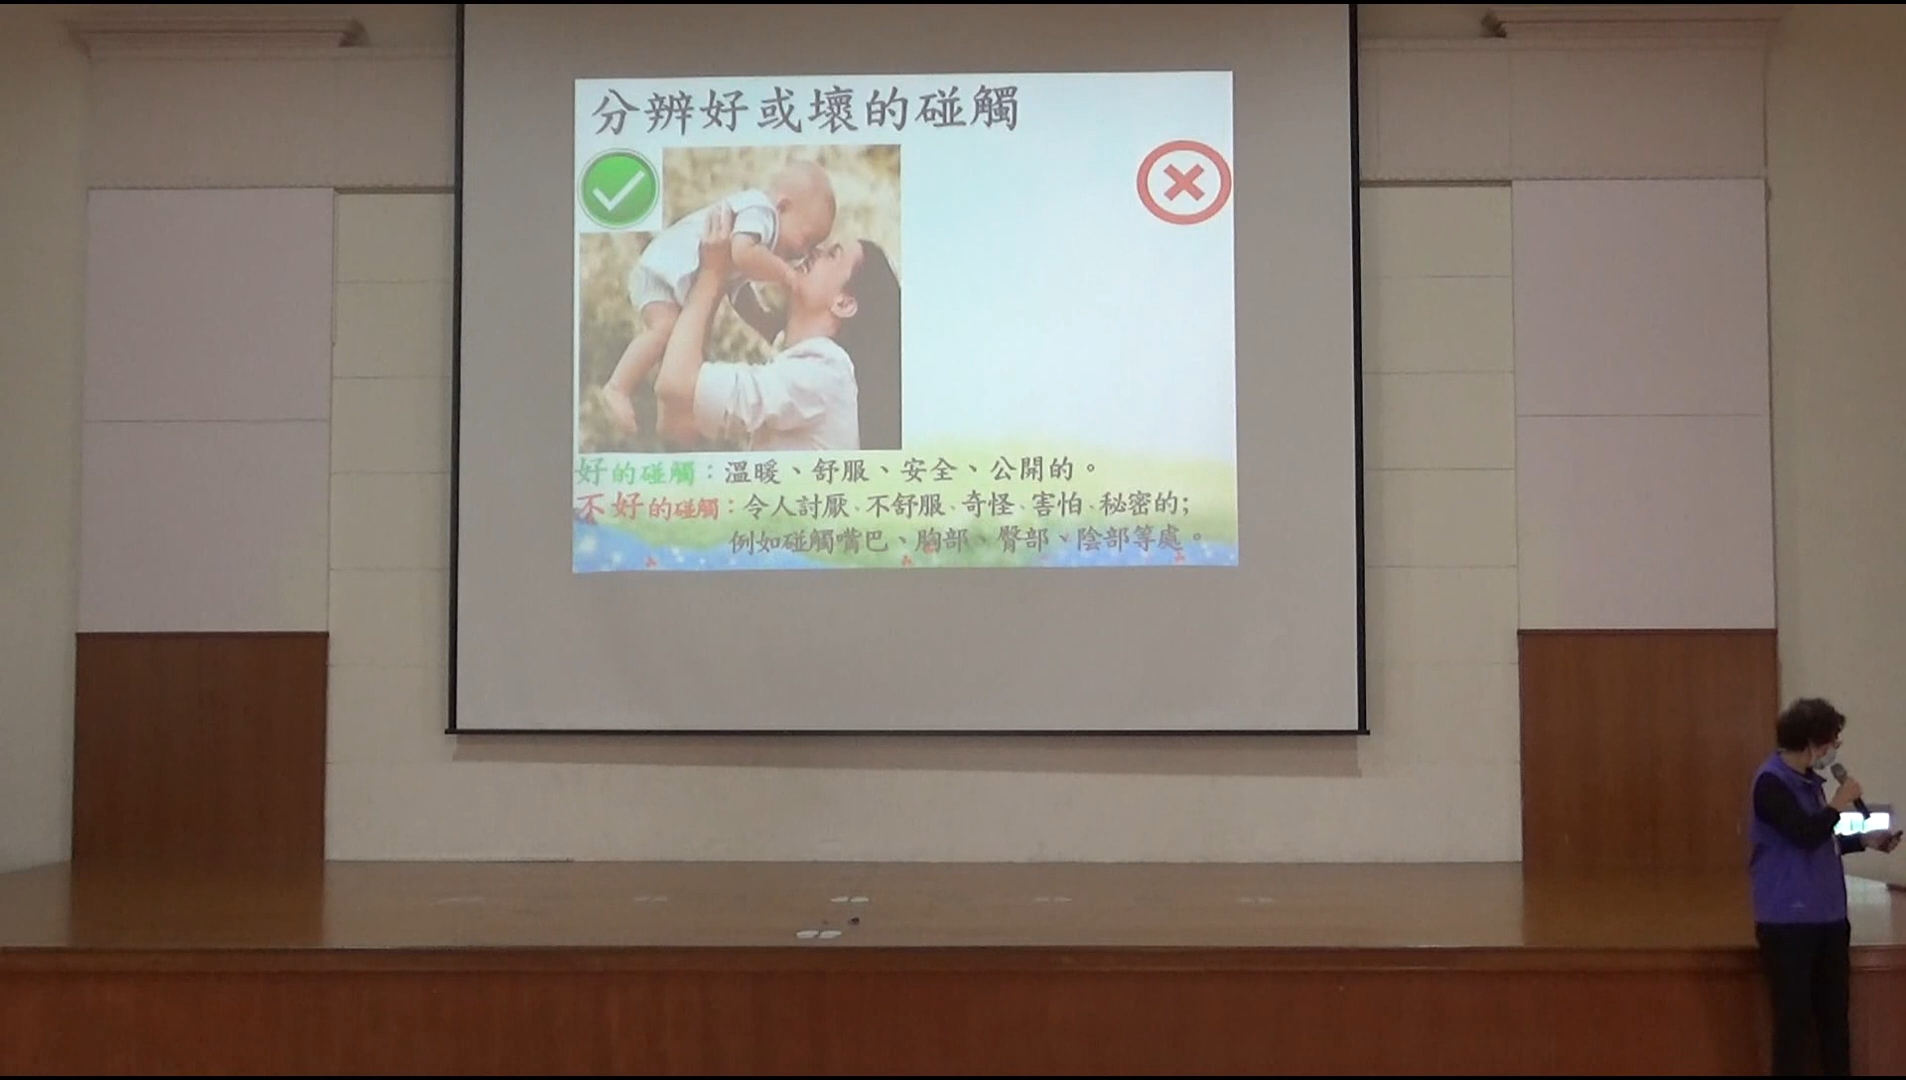 分辨好或壞的碰觸
好的碰觸：溫暖、舒服、安全、公開的。
不好的碰觸：令人討厭、不舒服、奇怪、害怕、秘密的；
例如碰觸嘴巴、胸部、臀部、陰部等處。